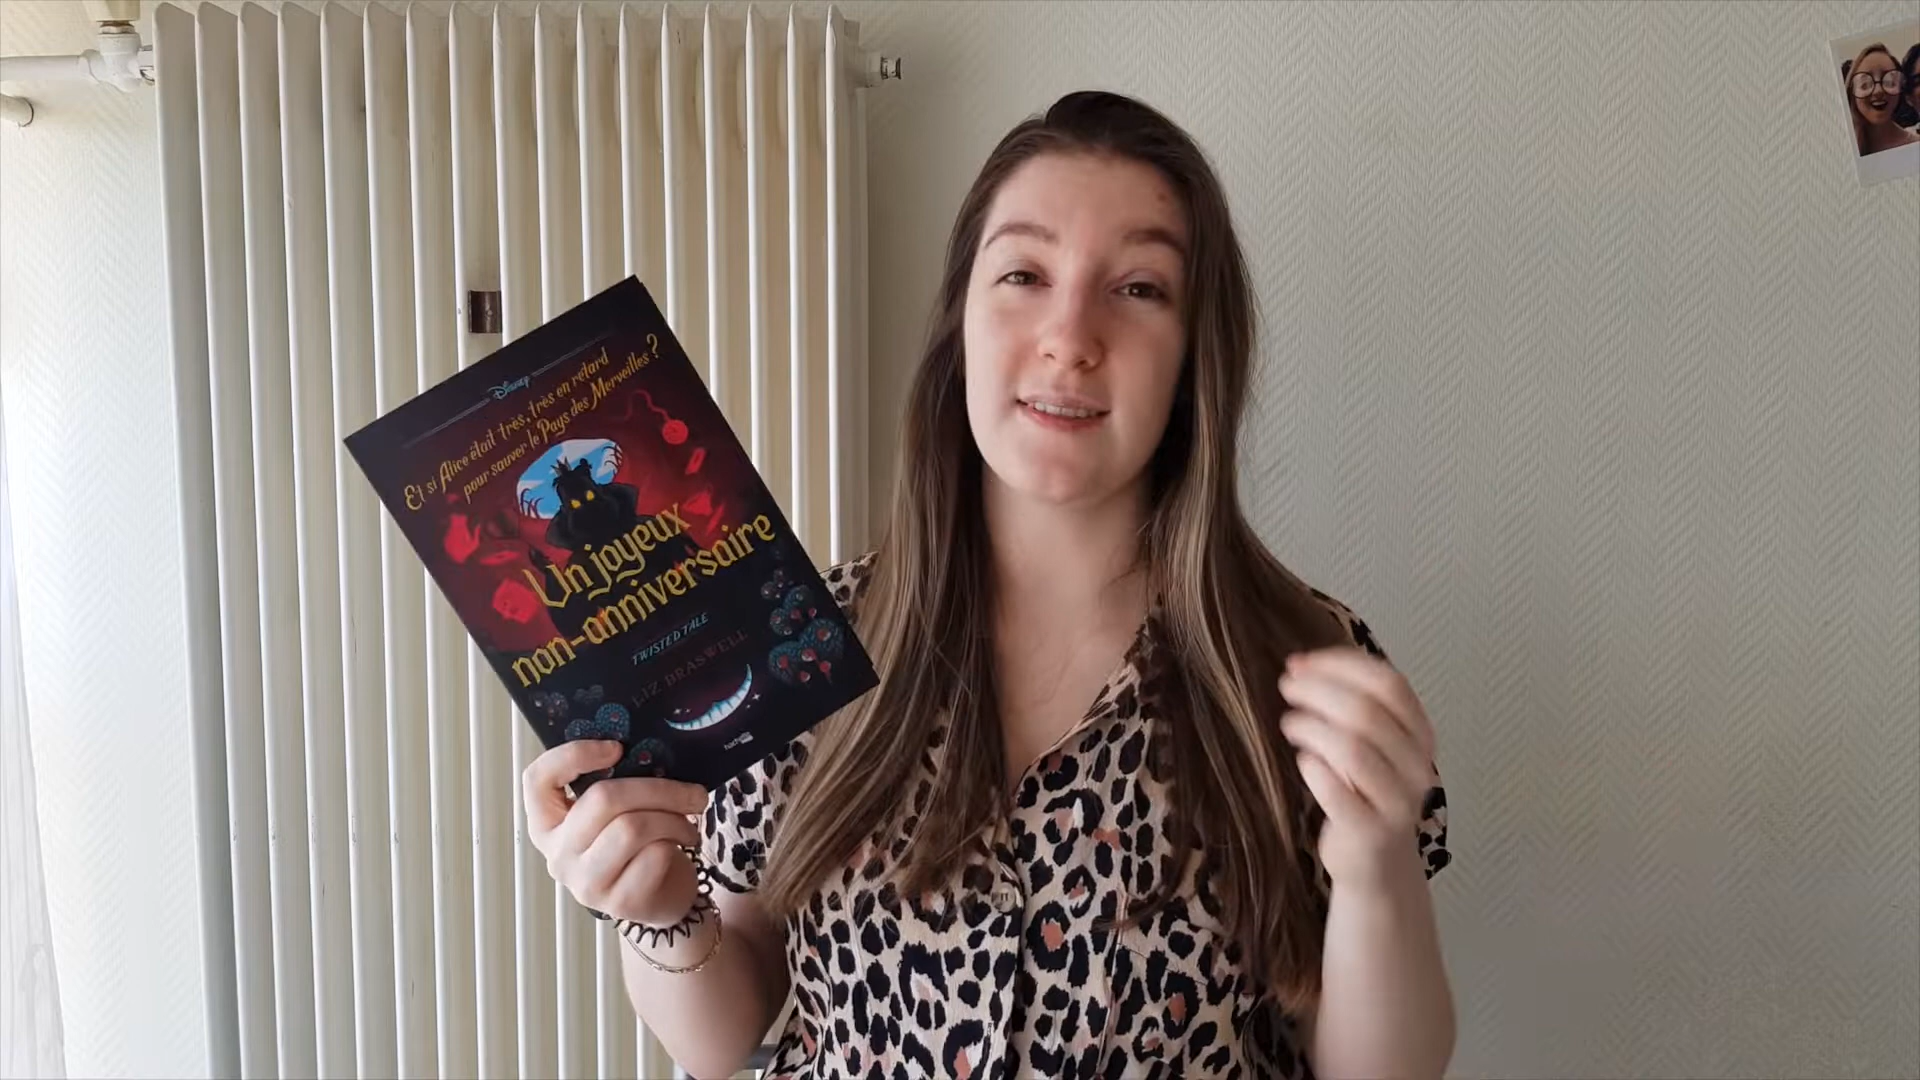 Disney
Et si Alice était très, très en retard
pour sauver le Pays des Merveilles ?
Un joyeux
non-anniversaire
TWISTED TALE
LIZ BRASWELL
hachette